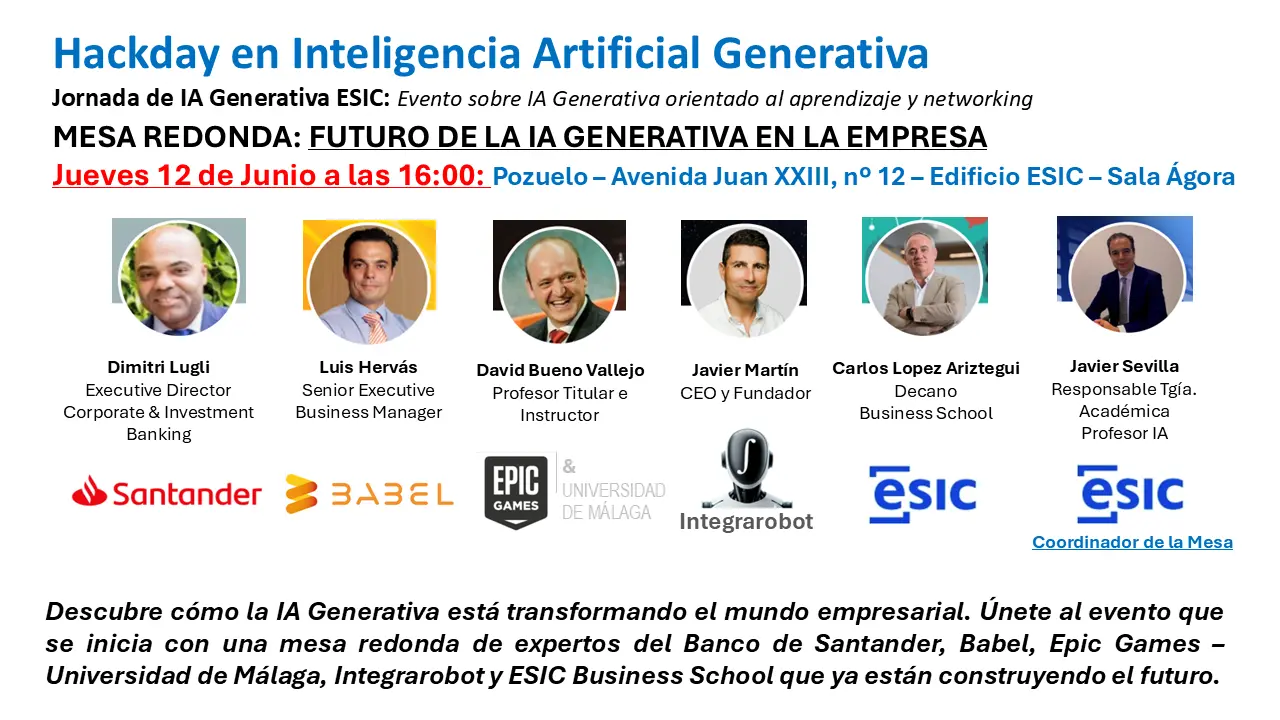 Hackday en Inteligencia Artificial Generativa
Jornada de IA Generativa ESIC: Evento sobre IA Generativa orientado al aprendizaje y networking
MESA REDONDA: FUTURO DE LA IA GENERATIVA EN LA EMPRESA
Jueves 12 de Junio a las 16:00: Pozuelo – Avenida Juan XXIII, nº 12 – Edificio ESIC – Sala Ágora
Dimitri Lugli
Executive Director
Corporate & Investment
Banking
Santander
Luis Hervás
Senior Executive
Business Manager
BABEL
David Bueno Vallejo
Profesor Titular e
Instructor
EPIC
GAMES
&
UNIVERSIDAD
DE MÁLAGA
Javier Martín
CEO y Fundador
∫
Integrarobot
Carlos Lopez Ariztegui
Decano
Business School
esic
Javier Sevilla
Responsable Tgía.
Académica
Profesor IA
esic
Coordinador de la Mesa
Descubre cómo la IA Generativa está transformando el mundo empresarial. Únete al evento que
se inicia con una mesa redonda de expertos del Banco de Santander, Babel, Epic Games –
Universidad de Málaga, Integrarobot y ESIC Business School que ya están construyendo el futuro.